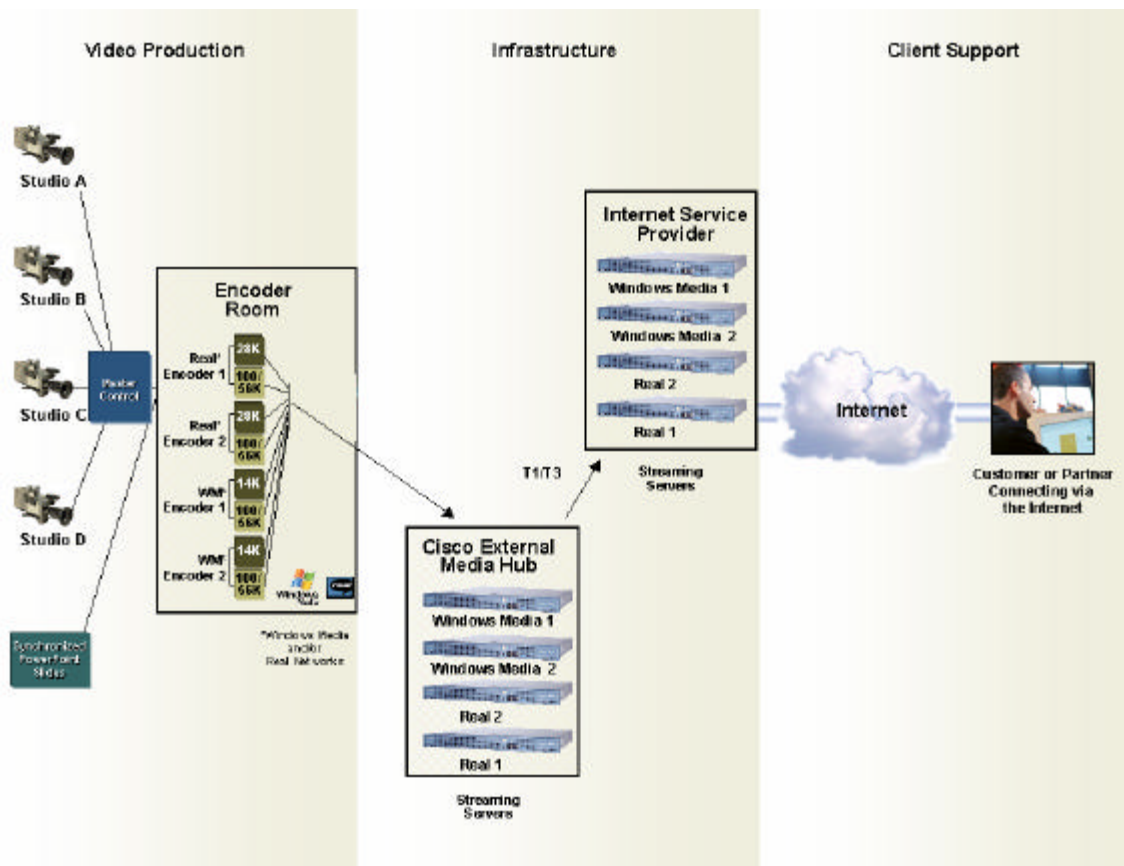 Video Production
Infrastructure
Client Support
Studio A
Studio B
Studio C
Studio D
Master
Control
Synchronized
PowerPoint
Slides
Encoder
Room
Real*
Encoder 1
28K
100/
56K
Real*
Encoder 2
28K
100/
56K
WMF
Encoder 1
14K
100/
56K
WMF
Encoder 2
14K
100/
56K
Windows
Media
*Windows Media
and/or
Real Networks
Cisco External
Media Hub
Windows Media 1
Windows Media 2
Real 2
Real 1
Streaming
Servers
T1/T3
Internet Service
Provider
Windows Media 1
Windows Media 2
Real 2
Real 1
Streaming
Servers
Internet
Customer or Partner
Connecting via
the Internet